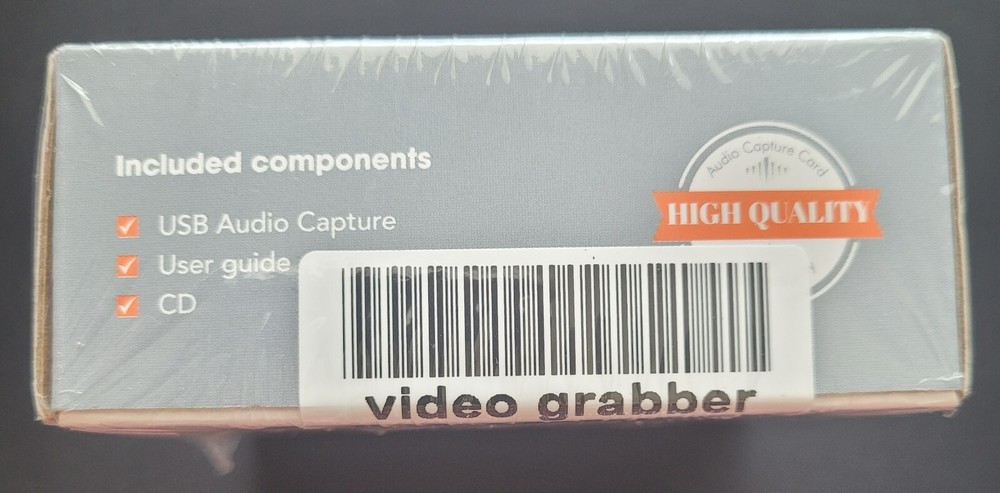 Included components
USB Audio Capture
User guide
CD
Audio Capture Card
HIGH QUALITY
video grabber